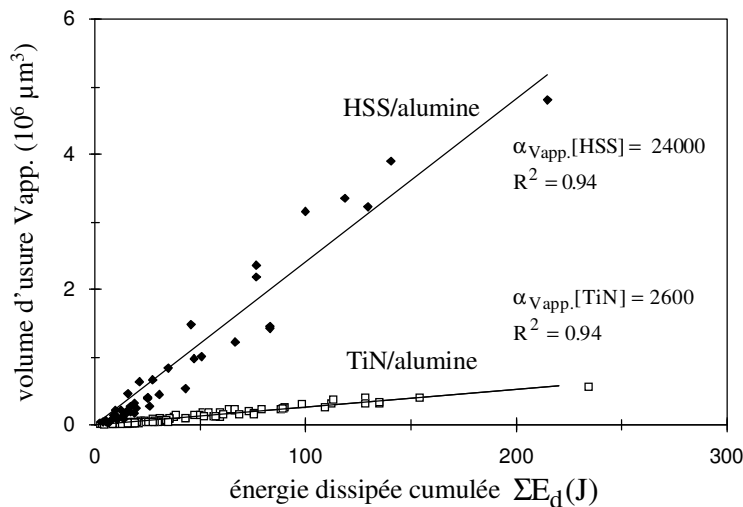 volume d'usure Vapp. (10⁶ µm³)
6
4
2
0
HSS/alumine
α_Vapp.[HSS] = 24000
R² = 0.94
α_Vapp.[TiN] = 2600
R² = 0.94
TiN/alumine
0 100 200 300
énergie dissipée cumulée ΣE_d(J)